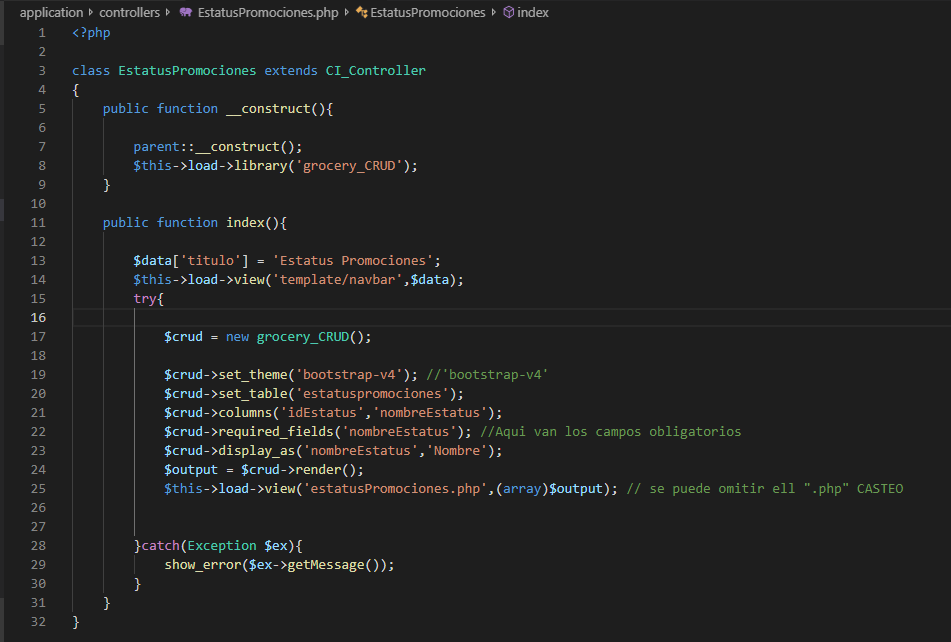 application controllers EstatusPromociones.php EstatusPromociones index
1 <?php
2
3 class EstatusPromociones extends CI_Controller
4 {
5     public function __construct(){
6
7         parent::__construct();
8         $this->load->library('grocery_CRUD');
9     }
10
11     public function index(){
12
13         $data['titulo'] = 'Estatus Promociones';
14         $this->load->view('template/navbar',$data);
15         try{
16
17             $crud = new grocery_CRUD();
18
19             $crud->set_theme('bootstrap-v4'); //'bootstrap-v4'
20             $crud->set_table('estatuspromociones');
21             $crud->columns('idEstatus','nombreEstatus');
22             $crud->required_fields('nombreEstatus'); //Aqui van los campos obligatorios
23             $crud->display_as('nombreEstatus','Nombre');
24             $output = $crud->render();
25             $this->load->view('estatusPromociones.php',(array)$output); // se puede omitir ell ".php" CASTEO
26
27
28         }catch(Exception $ex){
29             show_error($ex->getMessage());
30         }
31     }
32 }